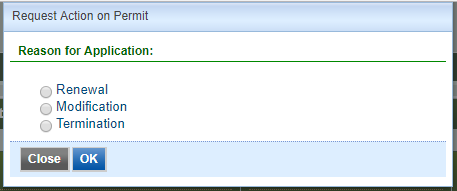 Request Action on Permit
Reason for Application:
Renewal
Modification
Termination
Close OK